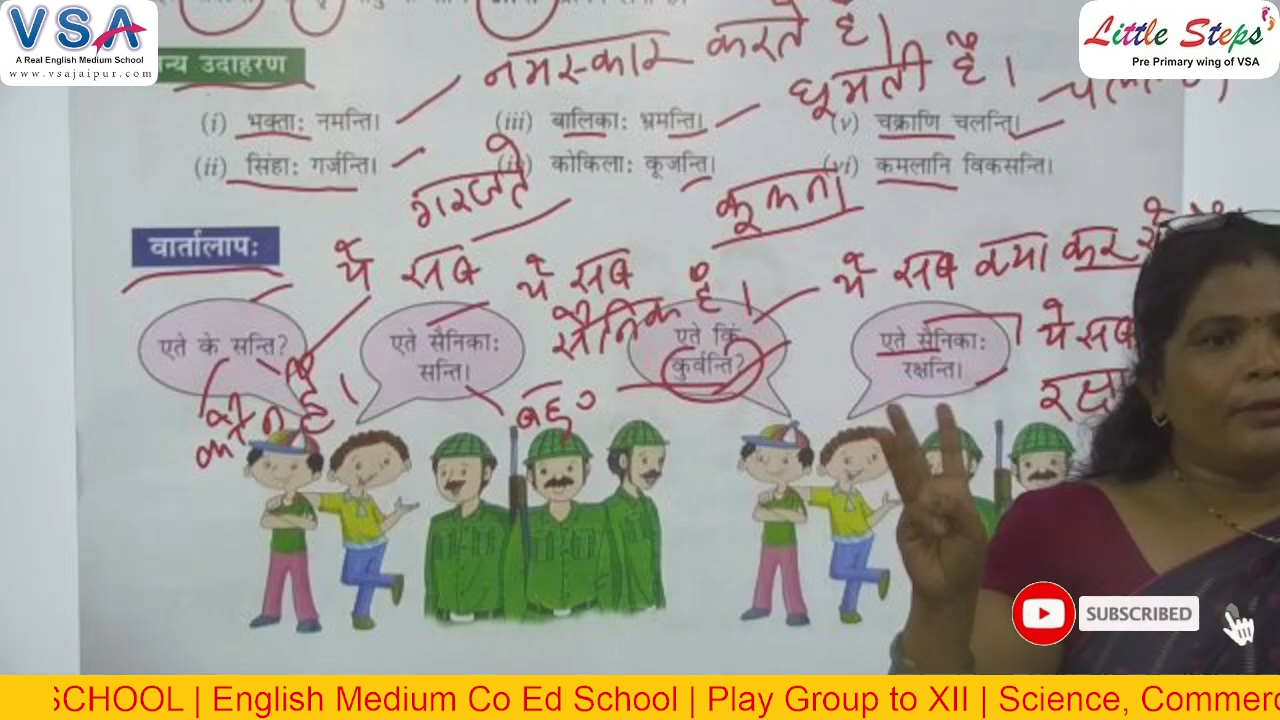 VSA
A Real English Medium School
www.vsajaipur.com
Little Steps
Pre Primary wing of VSA
नमस्कार करते हैं।
न्य उदाहरण
घूमती हैं।
(i) भक्ताः नमन्ति।
(iii) बालिकाः भ्रमन्ति।
(v) चक्राणि चलन्ति।
(ii) सिंहाः गर्जन्ति।
कोकिलाः कूजन्ति।
(vi) कमलानि विकसन्ति।
गरजते
वार्तालापः
ये सब
कौन हैं।
ये सब
सैनिक हैं।
ये सब क्या कर
ये सब
रक्षा
एते के सन्ति?
एते सैनिकाः
सन्ति।
एते किं
कुर्वन्ति?
एते सैनिकाः
रक्षन्ति।
बहु०
SUBSCRIBED
SCHOOL | English Medium Co Ed School | Play Group to XII | Science, Commerc